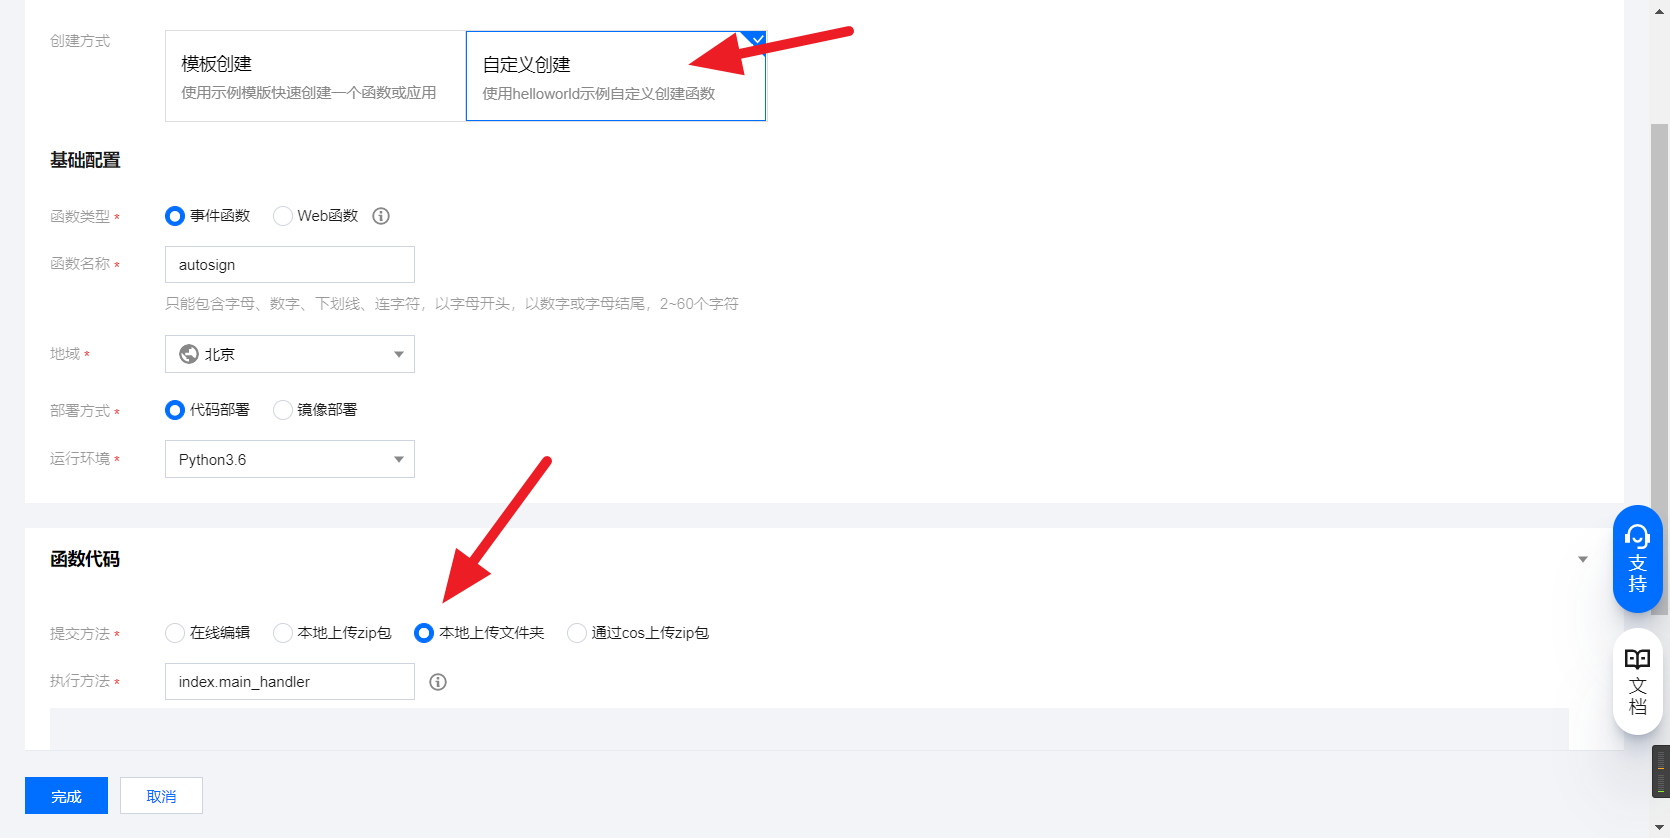 创建方式
模板创建
使用示例模版快速创建一个函数或应用
自定义创建
使用helloworld示例自定义创建函数
基础配置
函数类型 *
事件函数 Web函数
函数名称 *
autosign
只能包含字母、数字、下划线、连字符，以字母开头，以数字或字母结尾，2~60个字符
地域 *
北京
部署方式 *
代码部署 镜像部署
运行环境 *
Python3.6
函数代码
提交方法 *
在线编辑 本地上传zip包 本地上传文件夹 通过cos上传zip包
执行方法 *
index.main_handler
完成 取消
支持
文档